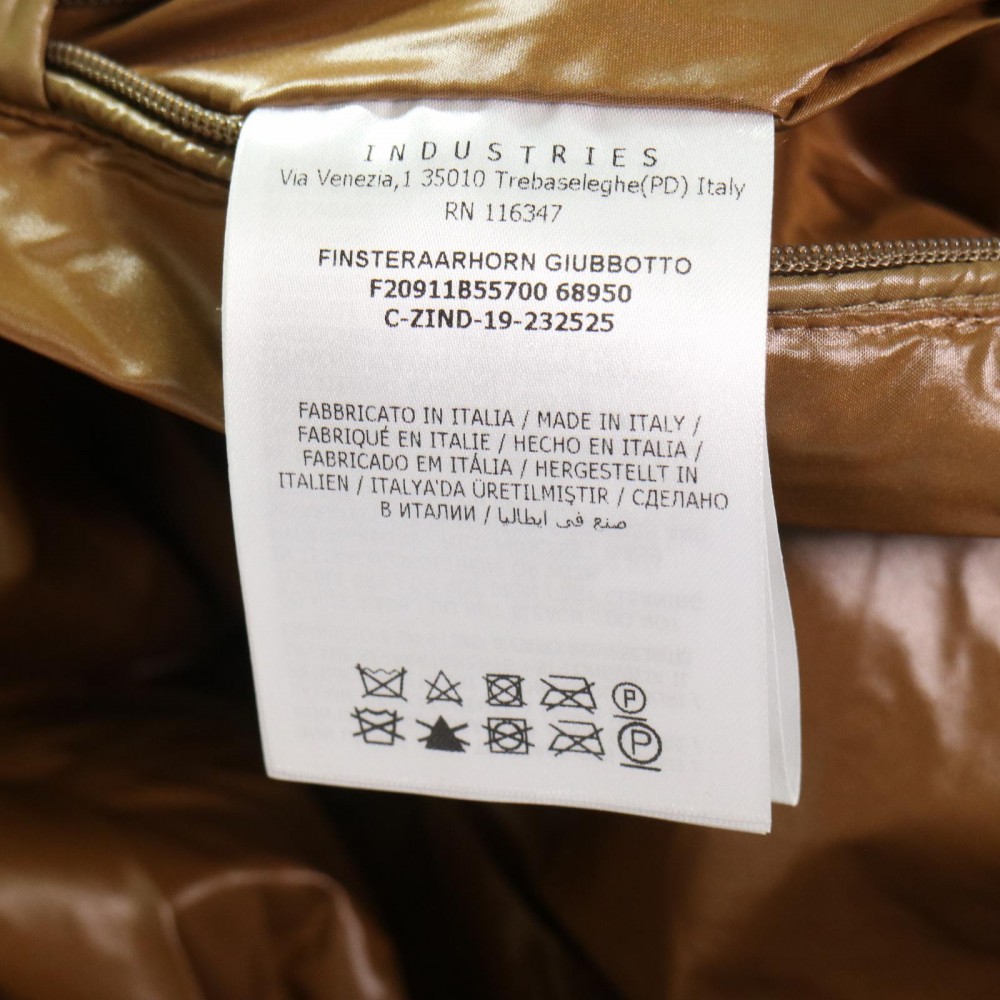 INDUSTRIES
Via Venezia,1 35010 Trebaseleghe(PD) Italy
RN 116347
FINSTERAARHORN GIUBBOTTO
F20911B55700 68950
C-ZIND-19-232525
FABBRICATO IN ITALIA / MADE IN ITALY /
FABRIQUÉ EN ITALIE / HECHO EN ITALIA /
FABRICADO EM ITÁLIA / HERGESTELLT IN
ITALIEN / ITALYA'DA ÜRETILMIŞTIR / СДЕЛАНО
В ИТАЛИИ / صنع في ايطاليا
P
P